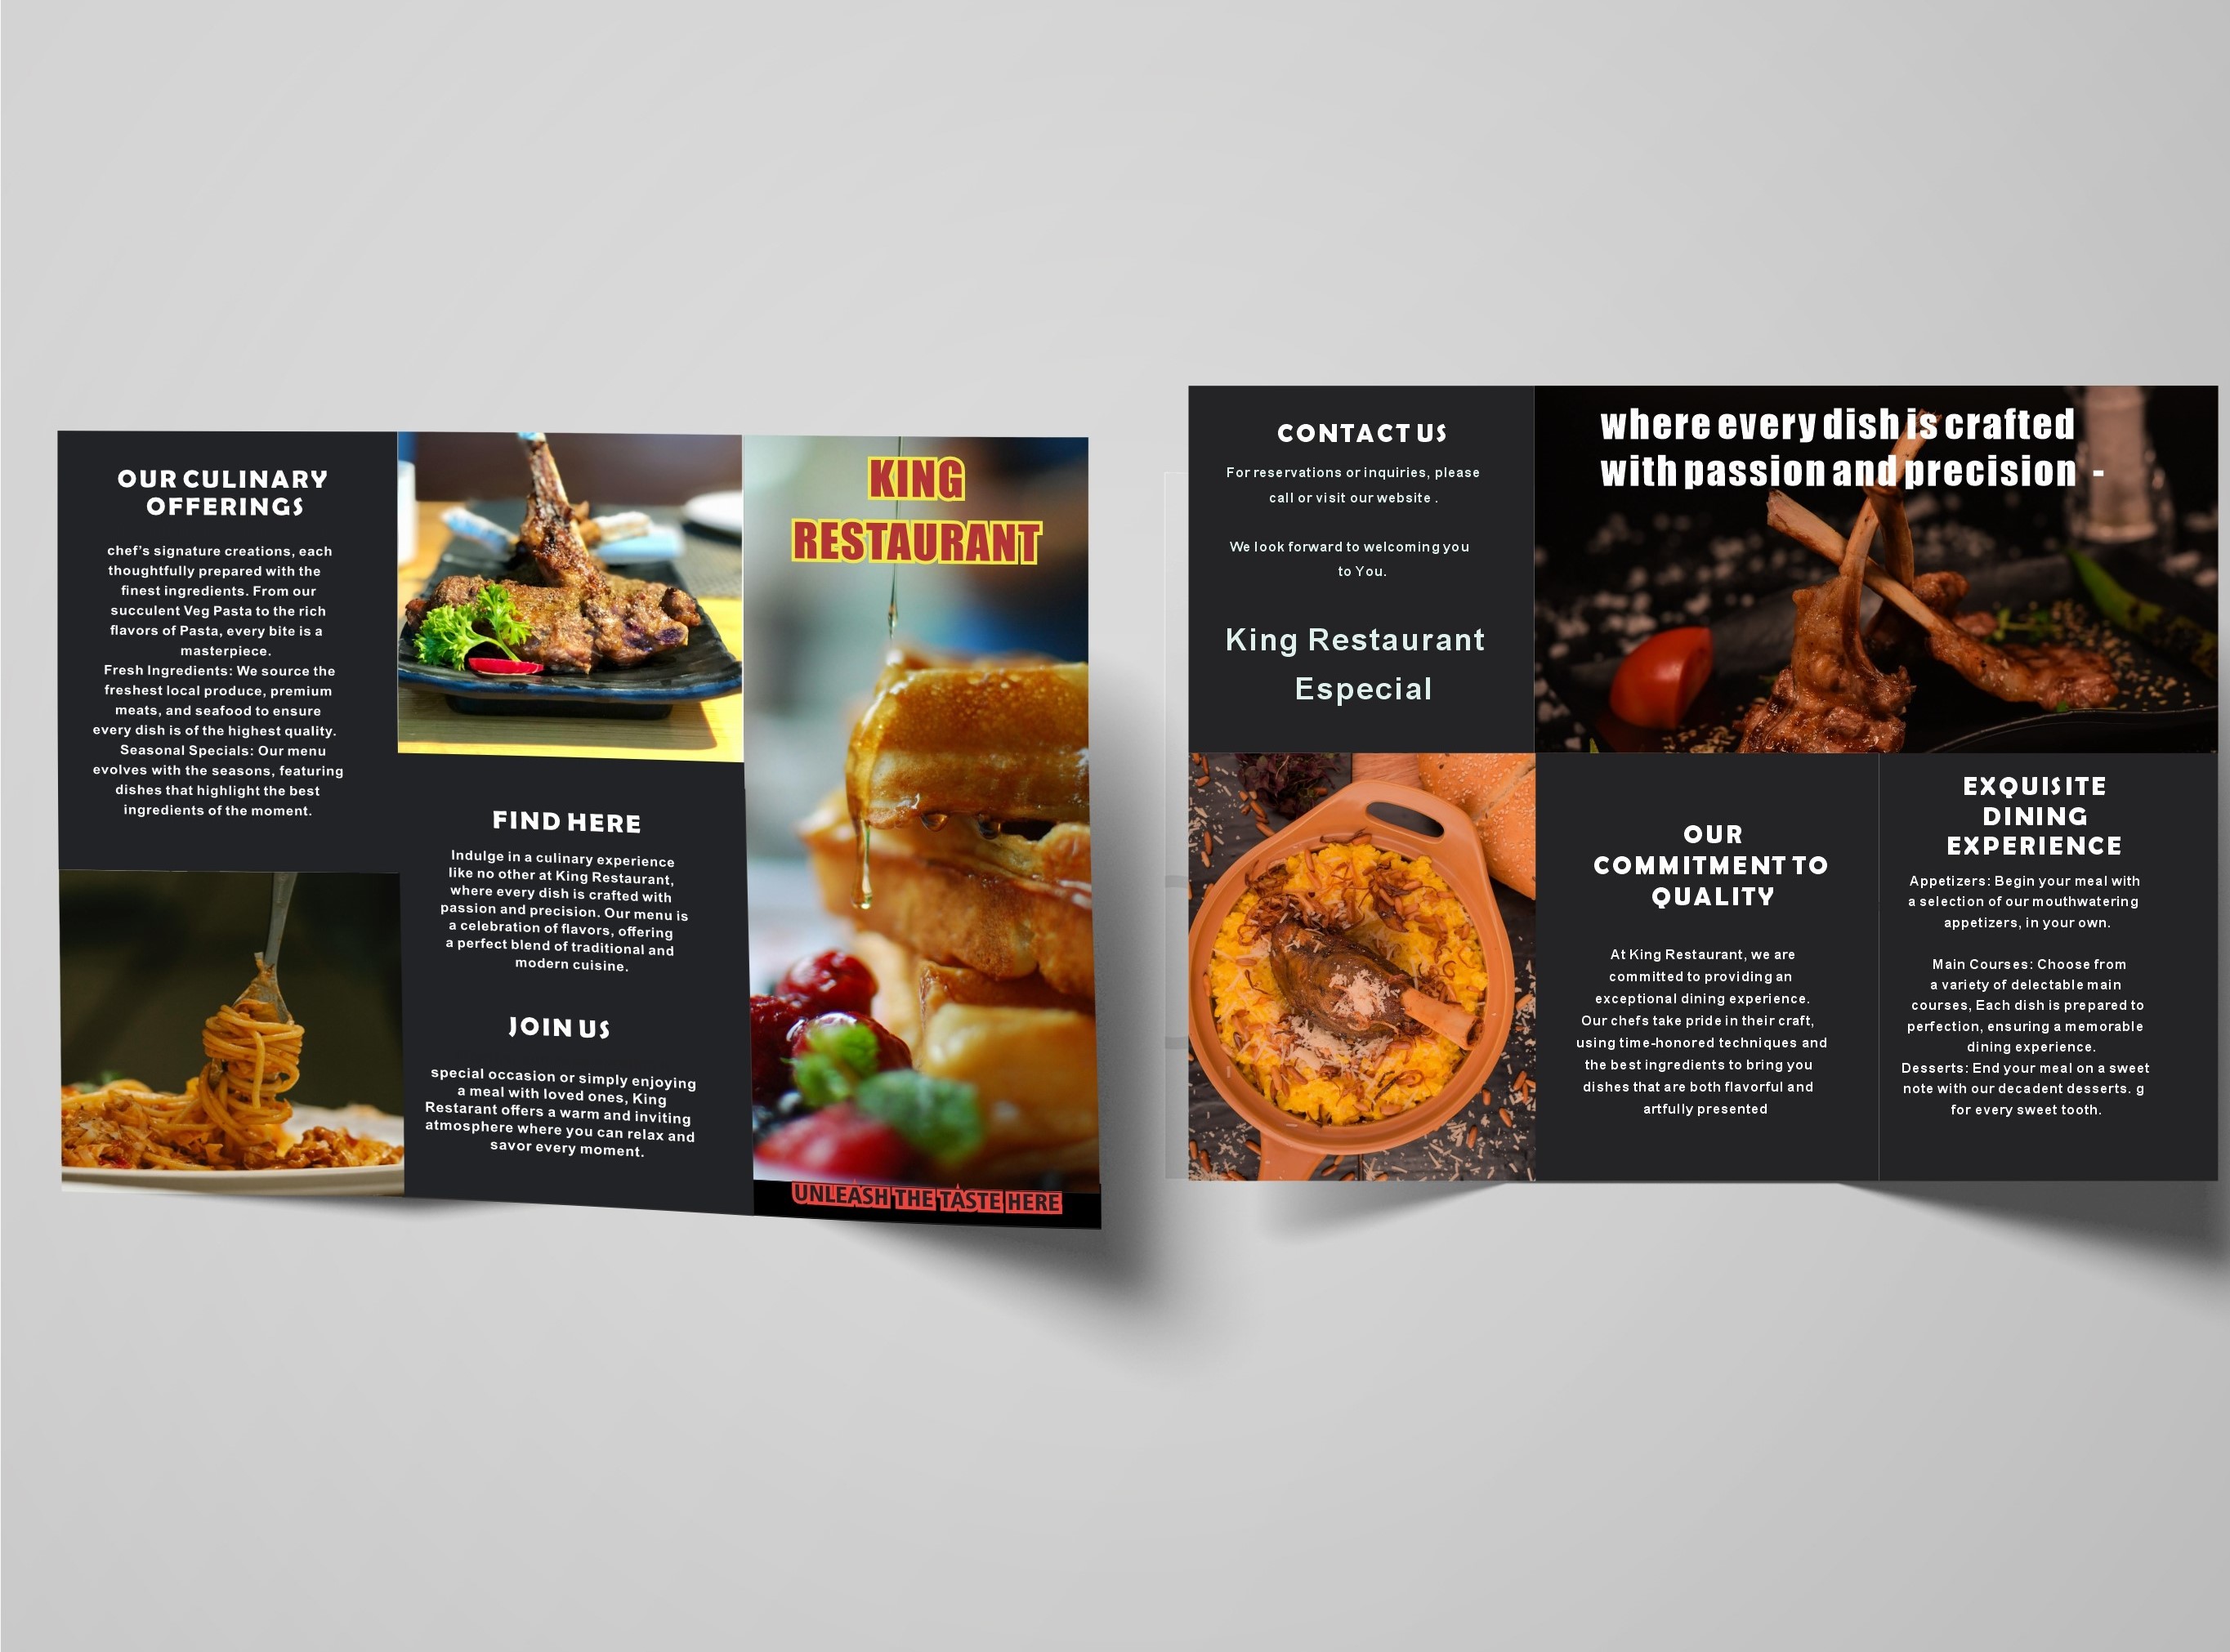 OUR CULINARY
OFFERINGS
chef's signature creations, each
thoughtfully prepared with the
finest ingredients. From our
succulent Veg Pasta to the rich
flavors of Pasta, every bite is a
masterpiece.
Fresh Ingredients: We source the
freshest local produce, premium
meats, and seafood to ensure
every dish is of the highest quality.
Seasonal Specials: Our menu
evolves with the seasons, featuring
dishes that highlight the best
ingredients of the moment.
FIND HERE
Indulge in a culinary experience
like no other at King Restaurant,
where every dish is crafted with
passion and precision. Our menu is
a celebration of flavors, offering
a perfect blend of traditional and
modern cuisine.
JOIN US
special occasion or simply enjoying
a meal with loved ones, King
Restarant offers a warm and inviting
atmosphere where you can relax and
savor every moment.
KING
RESTAURANT
UNLEASH THE TASTE HERE
CONTACT US
For reservations or inquiries, please
call or visit our website .
We look forward to welcoming you
to You.
King Restaurant
Especial
where every dish is crafted
with passion and precision -
OUR
COMMITMENT TO
QUALITY
At King Restaurant, we are
committed to providing an
exceptional dining experience.
Our chefs take pride in their craft,
using time-honored techniques and
the best ingredients to bring you
dishes that are both flavorful and
artfully presented
EXQUISITE
DINING
EXPERIENCE
Appetizers: Begin your meal with
a selection of our mouthwatering
appetizers, in your own.
Main Courses: Choose from
a variety of delectable main
courses, Each dish is prepared to
perfection, ensuring a memorable
dining experience.
Desserts: End your meal on a sweet
note with our decadent desserts. g
for every sweet tooth.